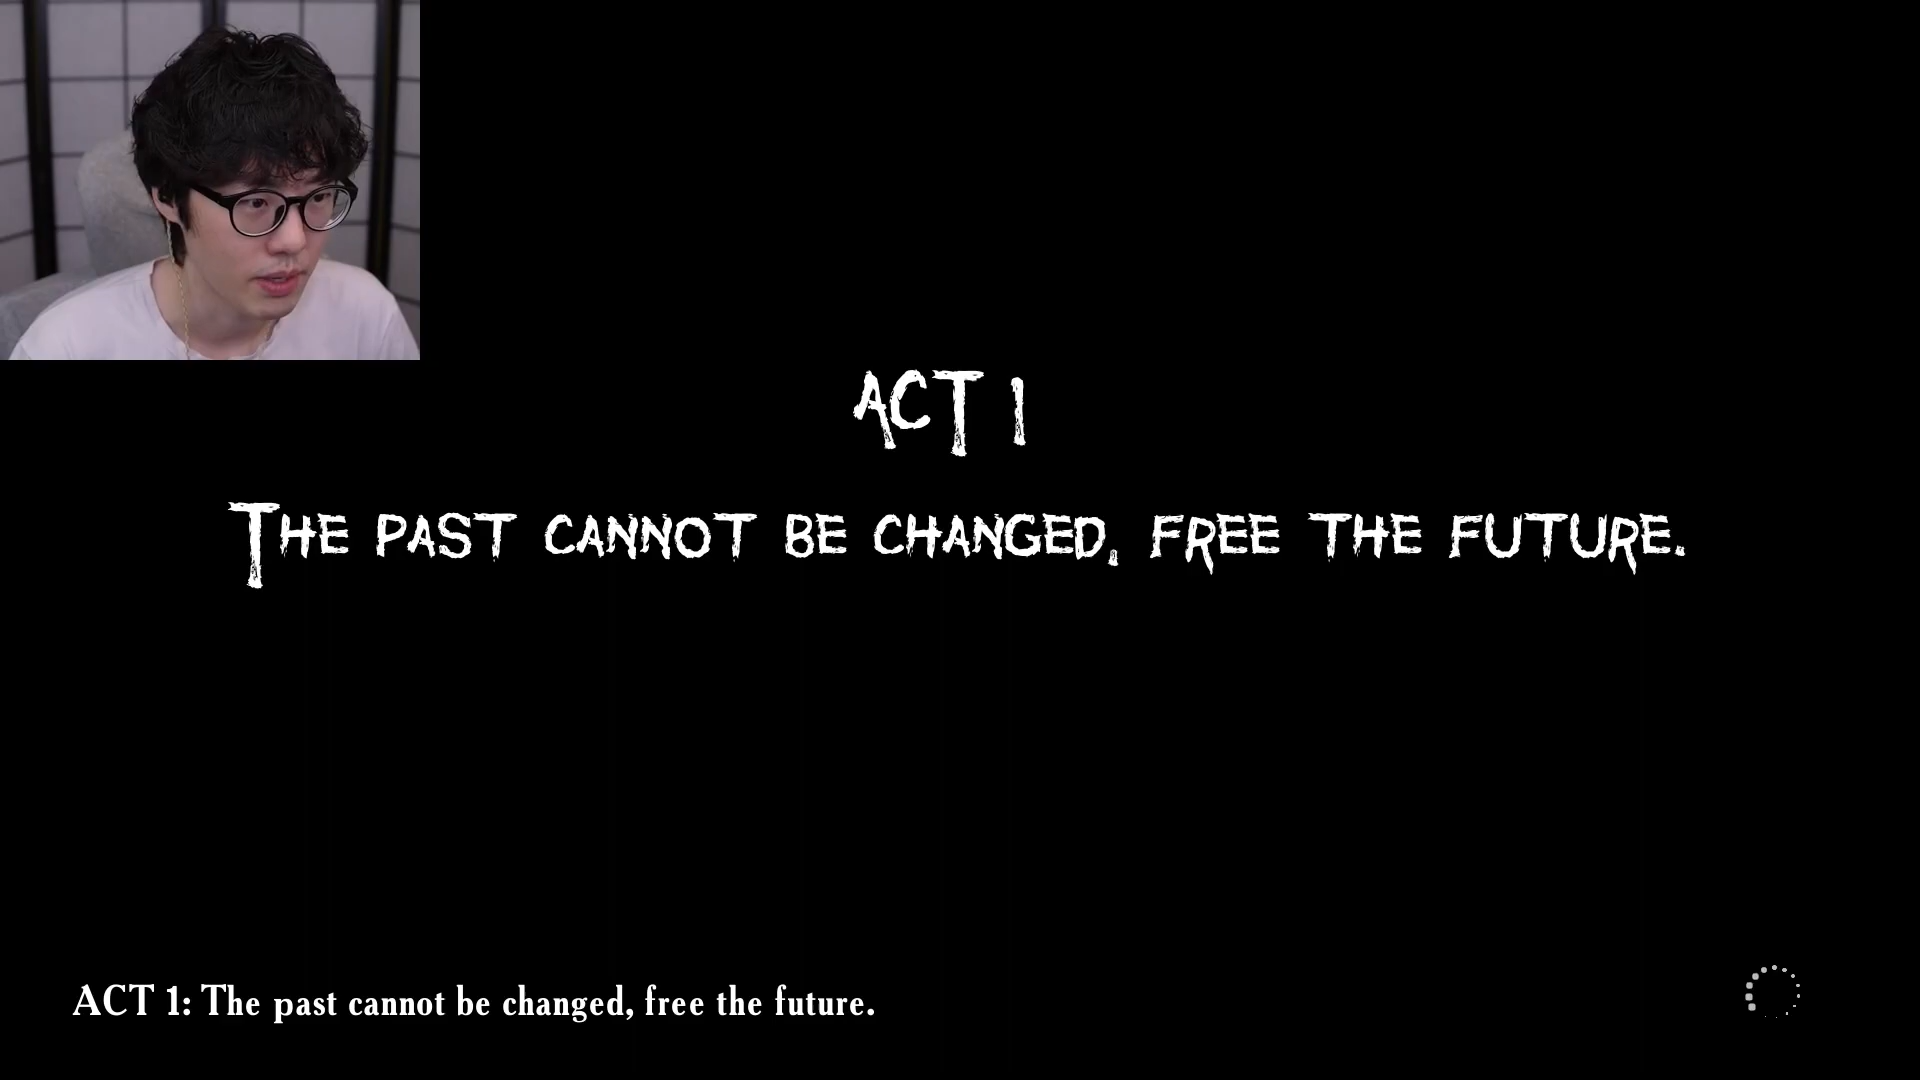 ACT 1
The past cannot be changed, free the future.
ACT 1: The past cannot be changed, free the future.